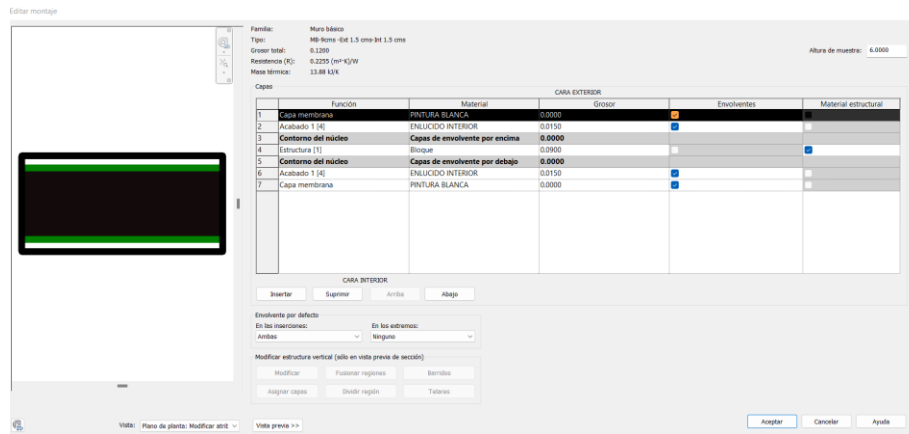 Editar montaje
Familia: Muro básico
Tipo: MB-9cms -Ext 1.5 cms-Int 1.5 cms
Grosor total: 0.1200 Altura de muestra: 6.0000
Resistencia (R): 0.2255 (m²·K)/W
Masa térmica: 13.88 kJ/K
Capas
CARA EXTERIOR
Función Material Grosor Envolventes Material estructural
1 Capa membrana PINTURA BLANCA 0.0000
2 Acabado 1 [4] ENLUCIDO INTERIOR 0.0150
3 Contorno del núcleo Capas de envolvente por encima 0.0000
4 Estructura [1] Bloque 0.0900
5 Contorno del núcleo Capas de envolvente por debajo 0.0000
6 Acabado 1 [4] ENLUCIDO INTERIOR 0.0150
7 Capa membrana PINTURA BLANCA 0.0000
CARA INTERIOR
Insertar Suprimir Arriba Abajo
Envolvente por defecto
En las inserciones: En los extremos:
Ambas Ninguno
Modificar estructura vertical (sólo en vista previa de sección)
Modificar Fusionar regiones Barridos
Asignar capas Dividir región Telares
Vista: Plano de planta: Modificar atrib Vista previa >> Aceptar Cancelar Ayuda